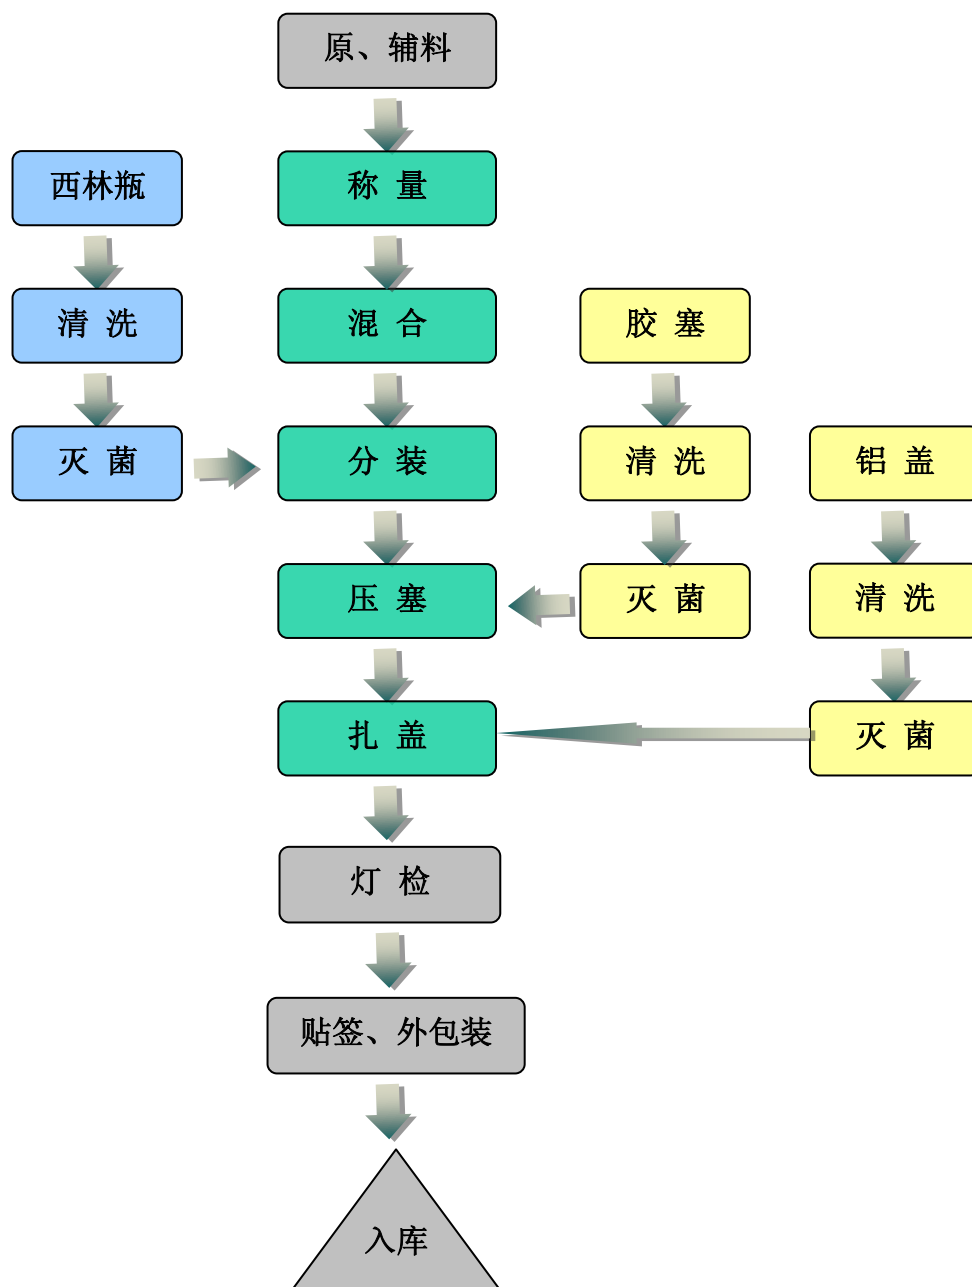 原、辅料
西林瓶
称 量
清 洗
混 合
胶 塞
灭 菌
分 装
清 洗
铝 盖
压 塞
灭 菌
清 洗
扎 盖
灭 菌
灯 检
贴签、外包装
入库